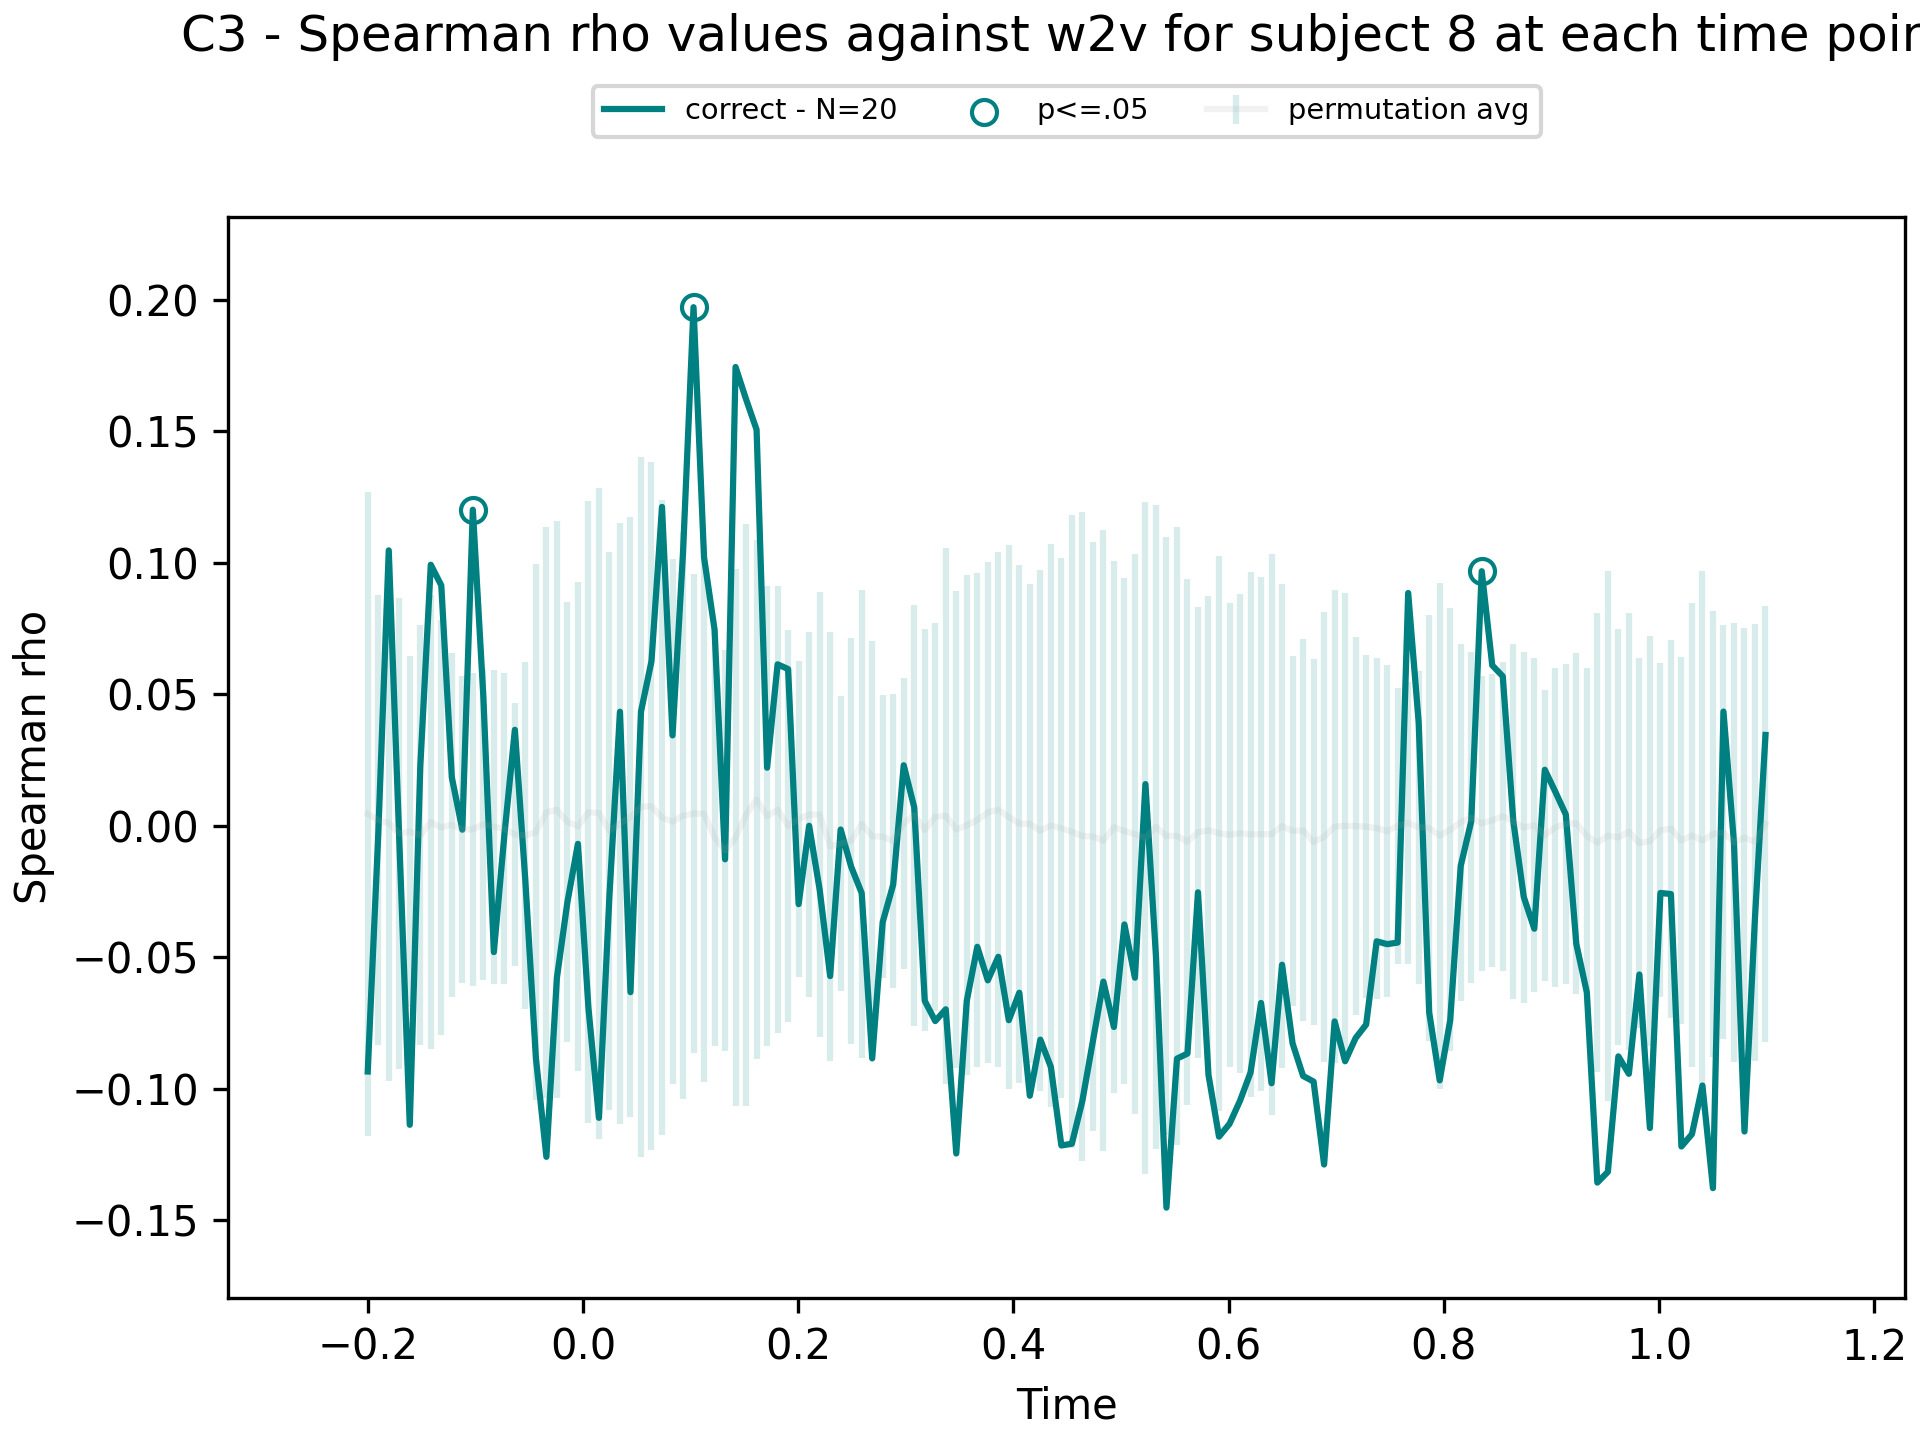 C3 - Spearman rho values against w2v for subject 8 at each time poin
correct - N=20 p<=.05 permutation avg
0.20
0.15
0.10
0.05
0.00
−0.05
−0.10
−0.15
Spearman rho
−0.2 0.0 0.2 0.4 0.6 0.8 1.0 1.2
Time